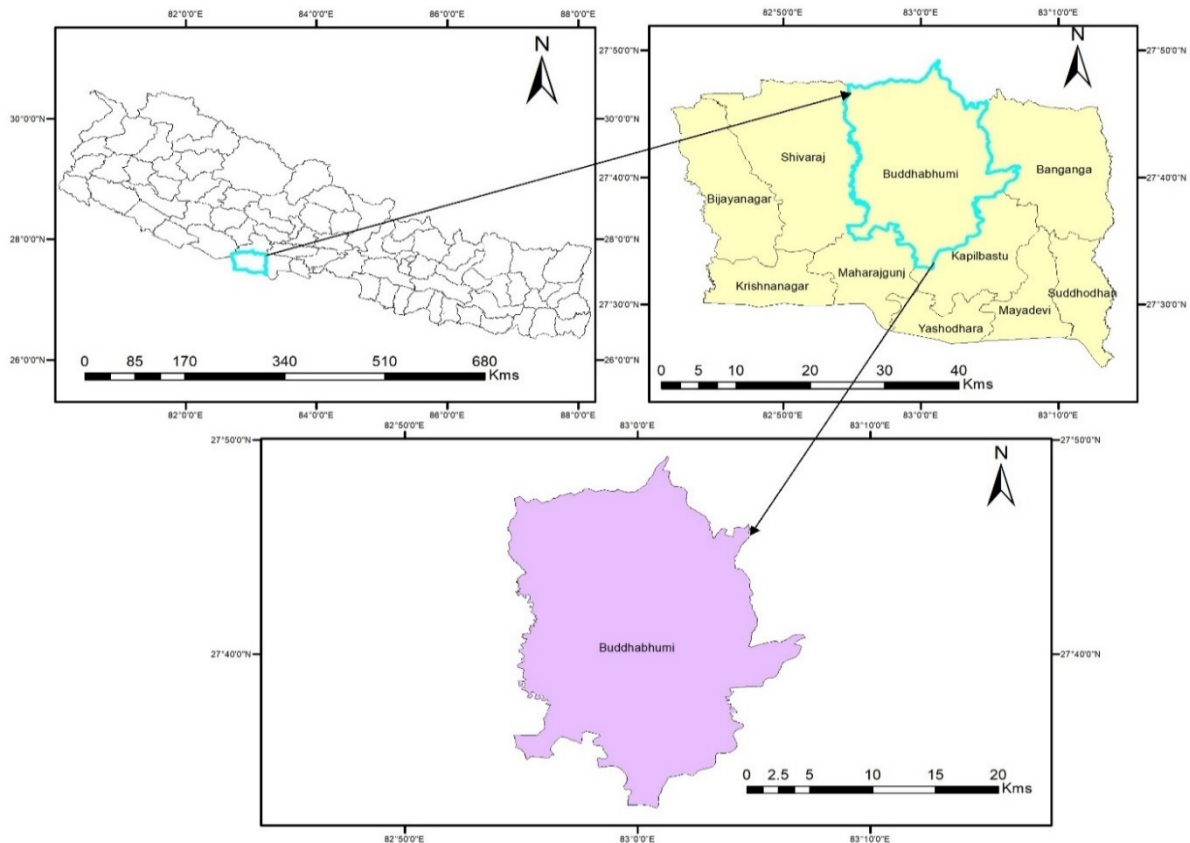 82°0'0"E 84°0'0"E 86°0'0"E 88°0'0"E
N
30°0'0"N
28°0'0"N
26°0'0"N
30°0'0"N
28°0'0"N
26°0'0"N
0 85 170 340 510 680
Kms
82°0'0"E 84°0'0"E 86°0'0"E 88°0'0"E
82°50'0"E 83°0'0"E 83°10'0"E
N
27°50'0"N
27°40'0"N
27°30'0"N
27°50'0"N
27°40'0"N
27°30'0"N
Shivaraj
Buddhabhumi
Banganga
Bijayanagar
Kapilbastu
Maharajgunj
Krishnanagar
Suddhodhan
Mayadevi
Yashodhara
0 5 10 20 30 40
Kms
82°50'0"E 83°0'0"E 83°10'0"E
82°50'0"E 83°0'0"E 83°10'0"E
N
27°50'0"N
27°40'0"N
27°50'0"N
27°40'0"N
Buddhabhumi
0 2.5 5 10 15 20
Kms
82°50'0"E 83°0'0"E 83°10'0"E